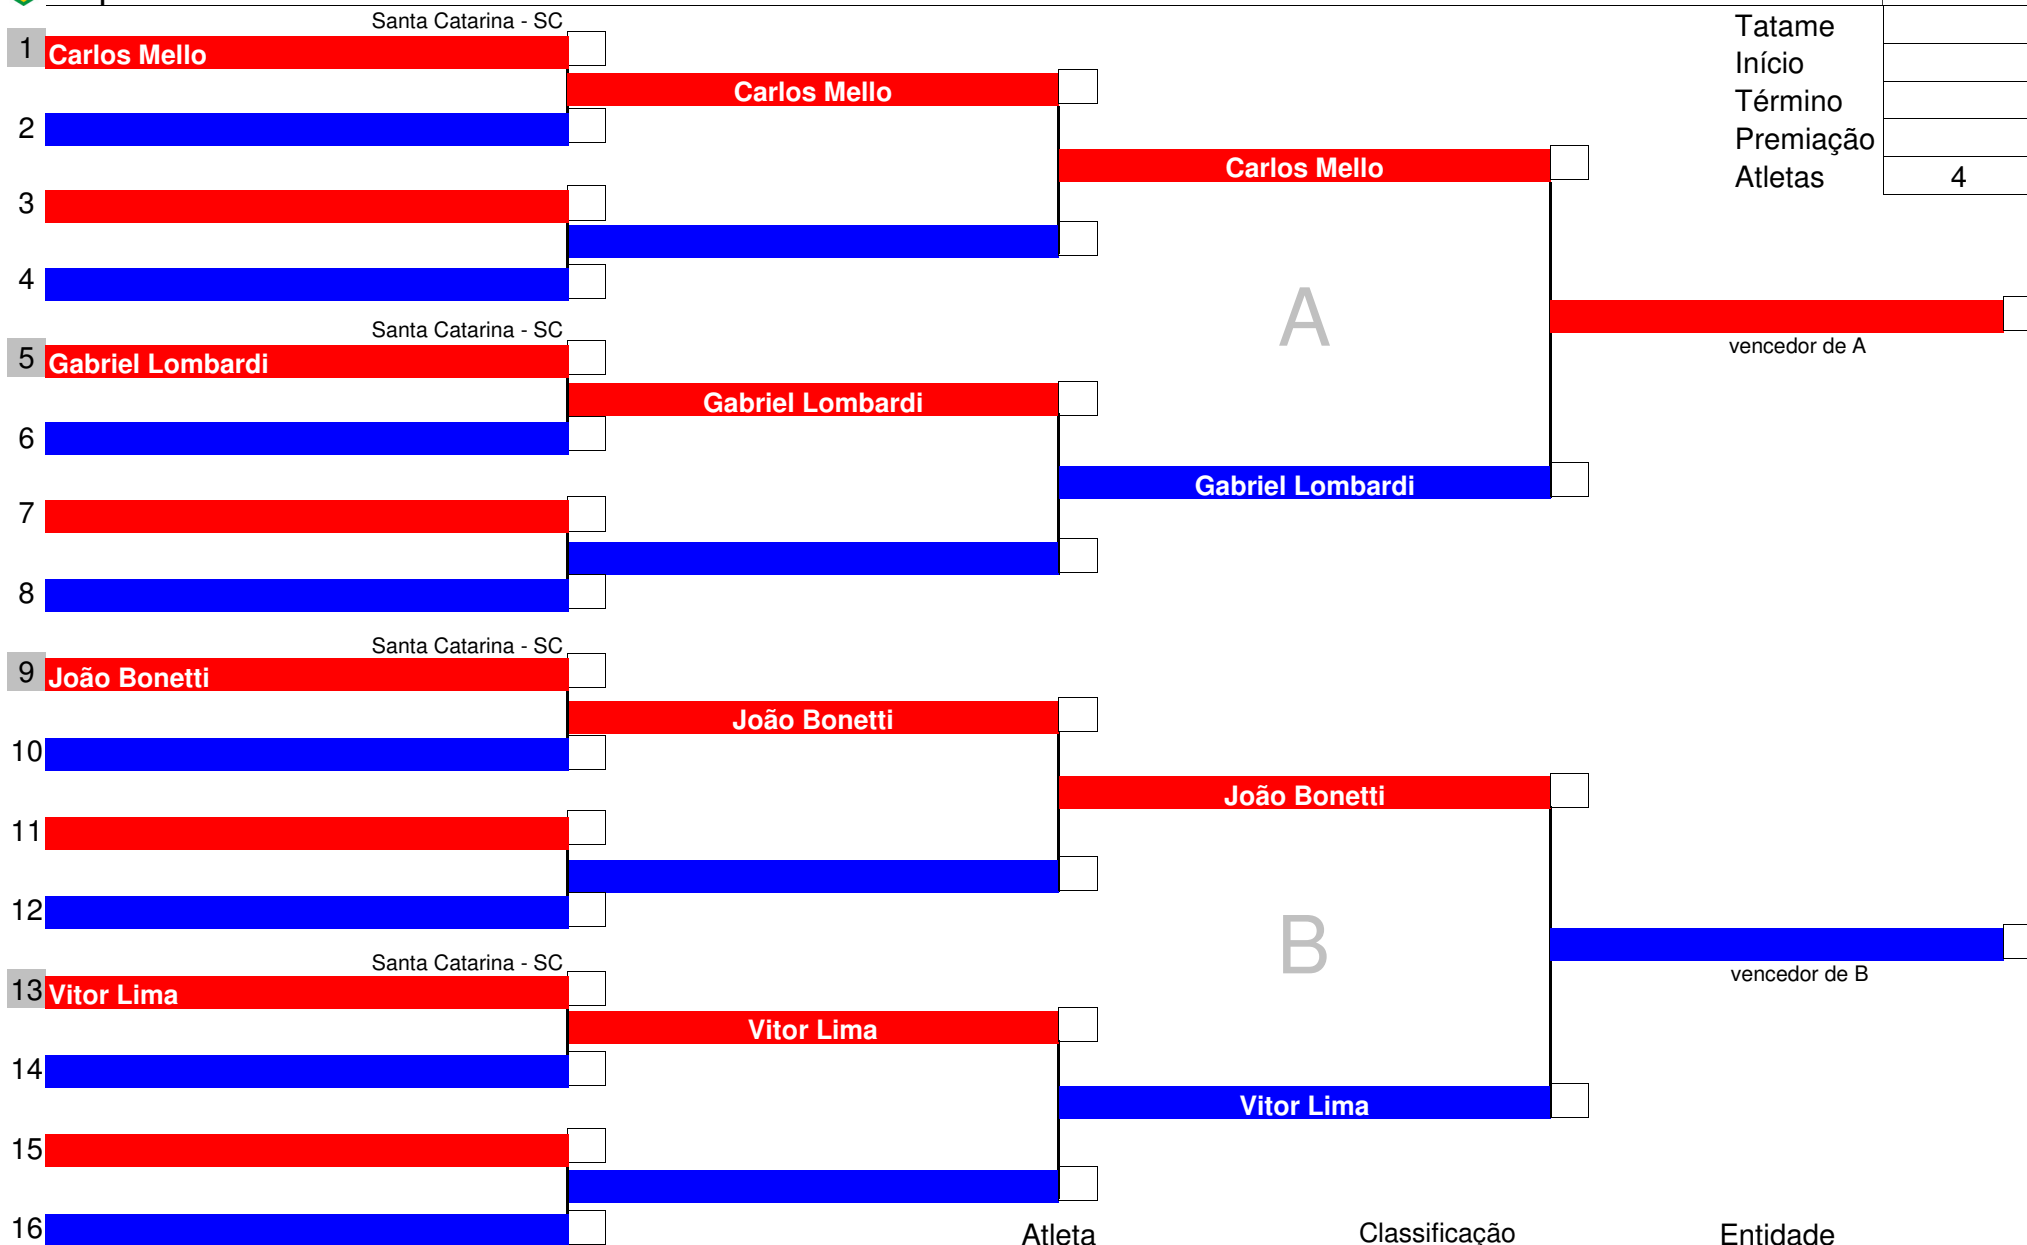 Santa Catarina - SC
1 Carlos Mello
Carlos Mello
2
Carlos Mello
3
4
Santa Catarina - SC
5 Gabriel Lombardi
Gabriel Lombardi
6
Gabriel Lombardi
7
8
A
vencedor de A
Santa Catarina - SC
9 João Bonetti
João Bonetti
10
João Bonetti
11
12
Santa Catarina - SC
13 Vitor Lima
Vitor Lima
14
Vitor Lima
15
16
B
vencedor de B
Tatame
Início
Término
Premiação
Atletas 4
Atleta Classificação Entidade